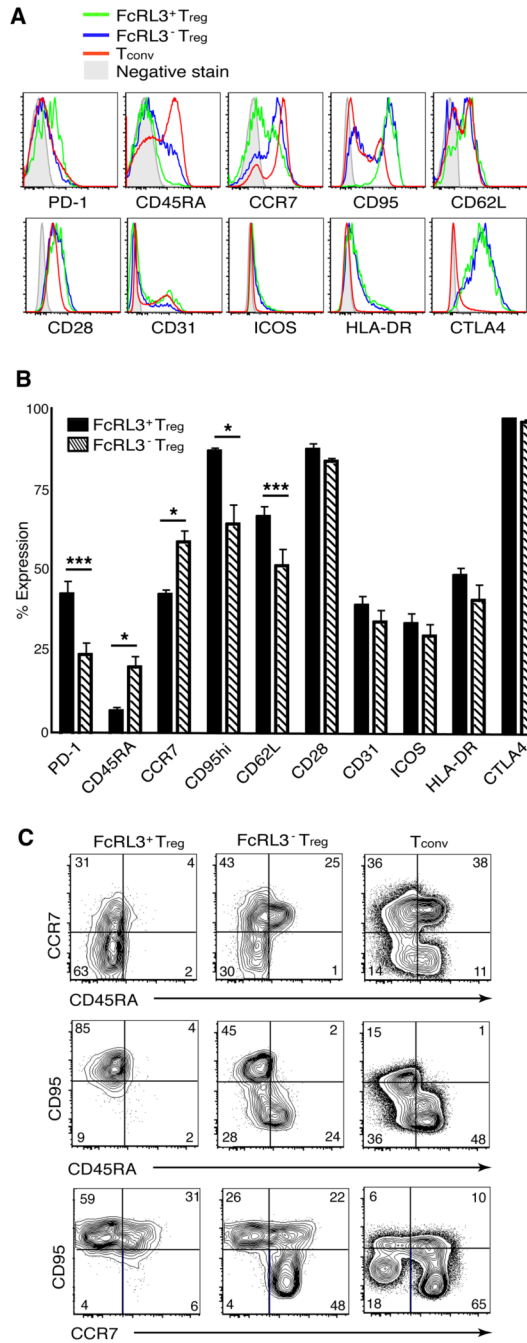 A
FcRL3+Treg
FcRL3- Treg
Tconv
Negative stain
PD-1 CD45RA CCR7 CD95 CD62L
CD28 CD31 ICOS HLA-DR CTLA4
B
100
75
50
25
0
% Expression
FcRL3+Treg
FcRL3- Treg
***
*
*
*
***
PD-1 CD45RA CCR7 CD95hi CD62L CD28 CD31 ICOS HLA-DR CTLA4
C
FcRL3+Treg FcRL3- Treg Tconv
31 4 43 25 36 38
CCR7
63 2 30 1 14 11
CD45RA
85 4 45 2 15 1
CD95
9 2 28 24 36 48
CD45RA
59 31 26 22 6 10
CD95
4 6 4 48 18 65
CCR7